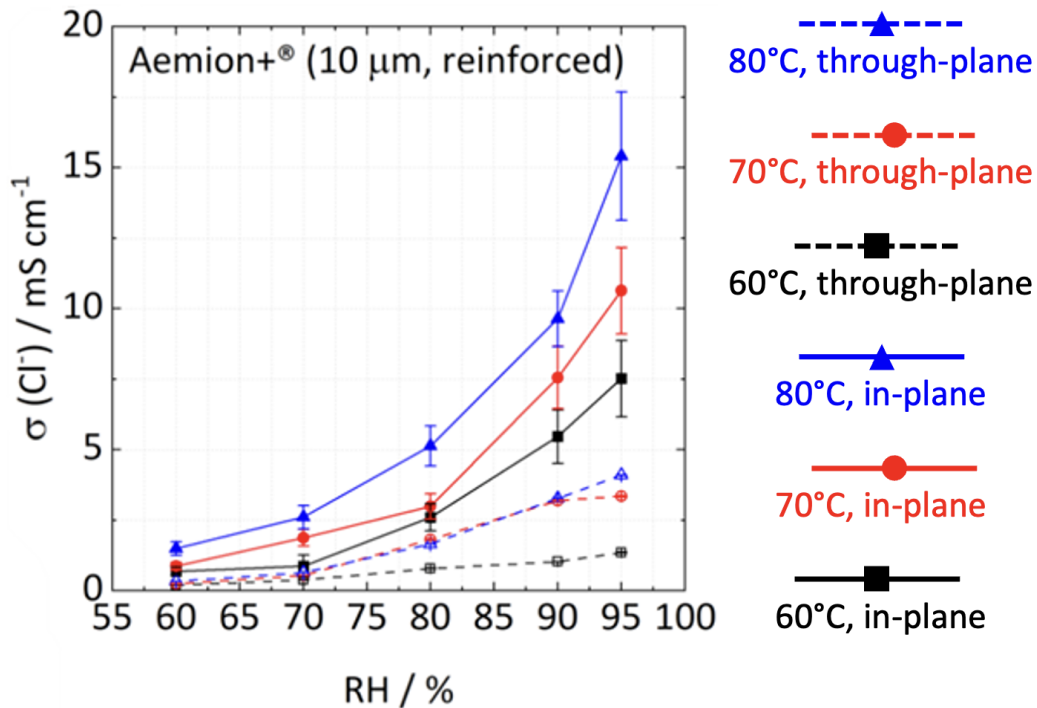 Aemion+® (10 μm, reinforced)
20
15
10
5
0
σ (Cl⁻) / mS cm⁻¹
55 60 65 70 75 80 85 90 95 100
RH / %
80°C, through-plane
70°C, through-plane
60°C, through-plane
80°C, in-plane
70°C, in-plane
60°C, in-plane